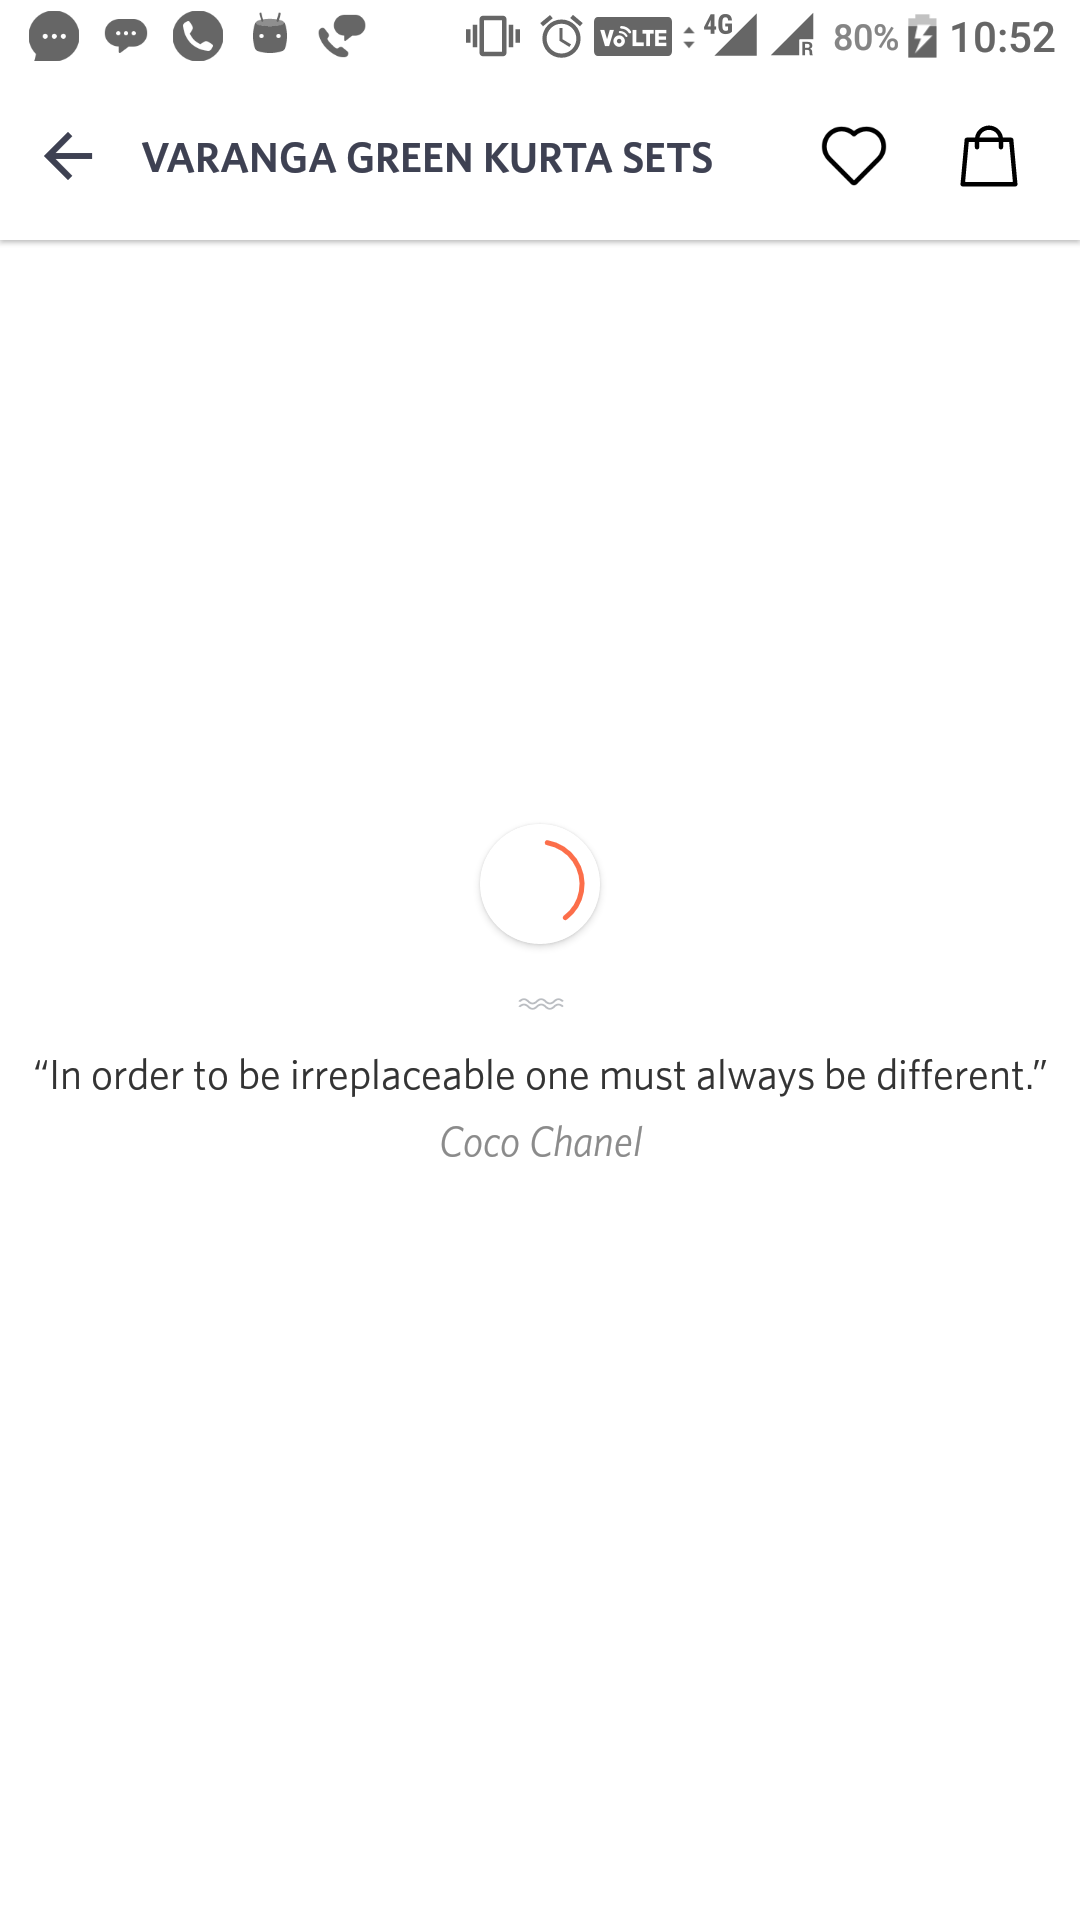 VoLTE 4G R 80% 10:52
VARANGA GREEN KURTA SETS
“In order to be irreplaceable one must always be different.”
Coco Chanel